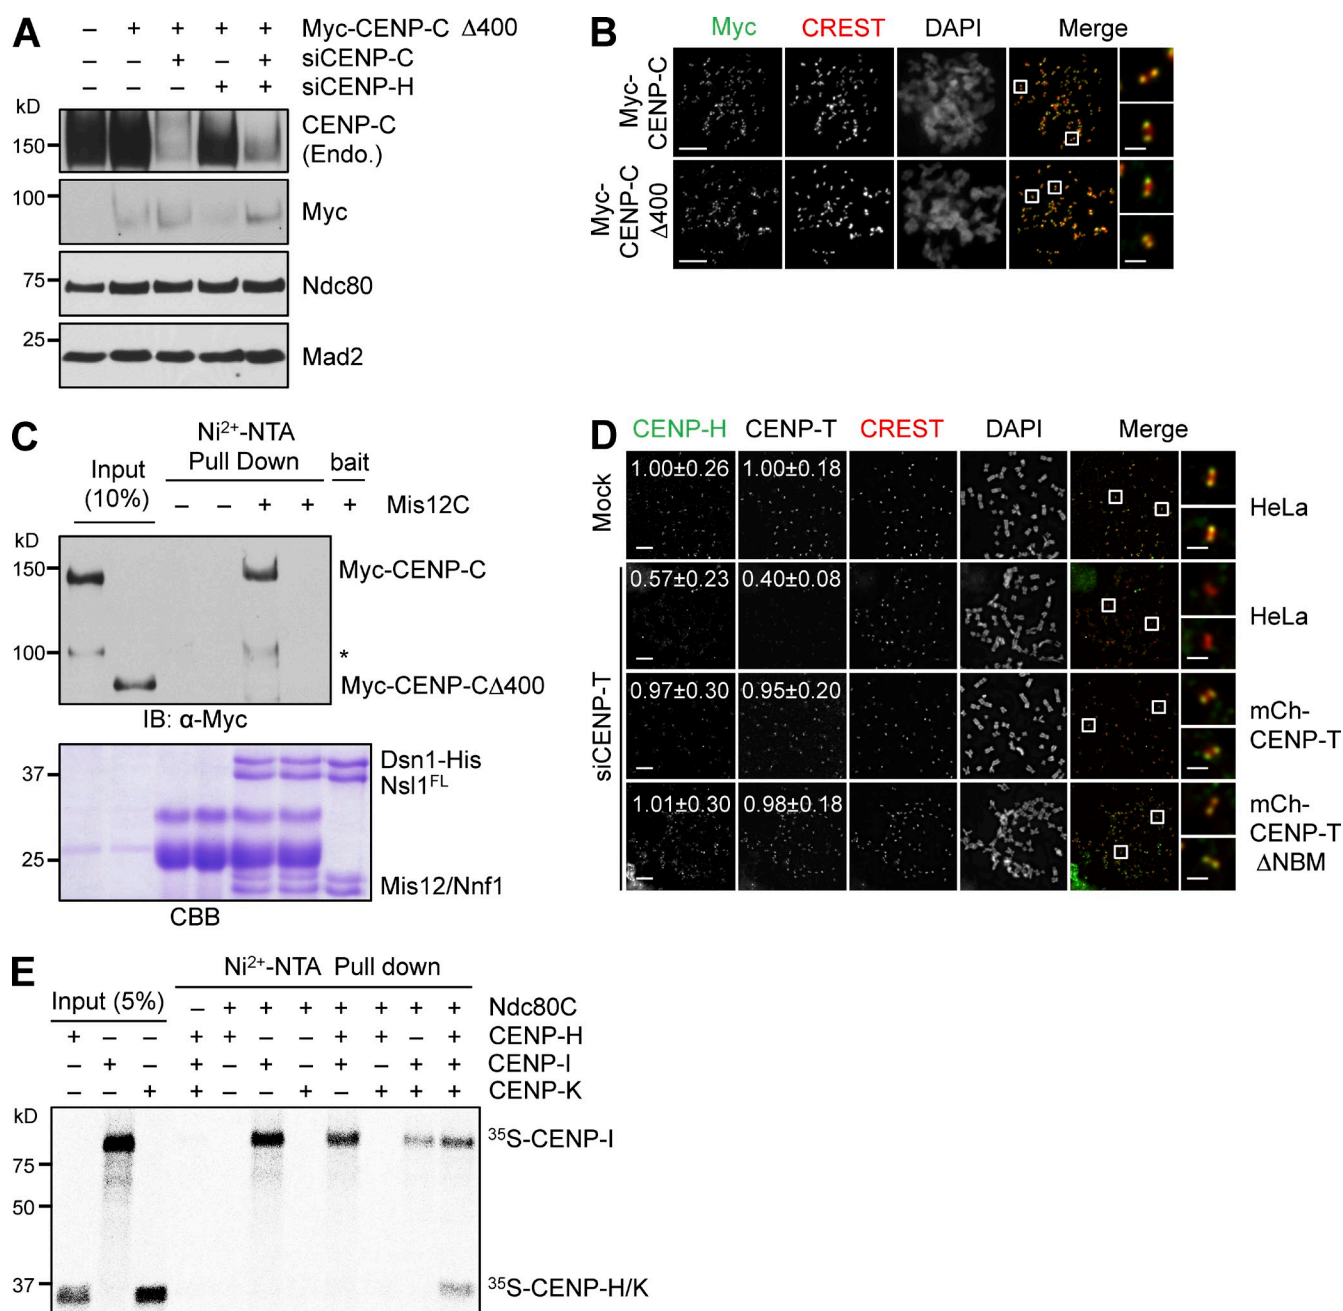 A
– + + + + Myc-CENP-C Δ400
– – + – + siCENP-C
– – – + + siCENP-H
kD
150
CENP-C
(Endo.)
100
Myc
75
Ndc80
25
Mad2
B
Myc CREST DAPI Merge
Myc-
CENP-C
Myc-
CENP-C
Δ400
C
Ni²⁺-NTA
Pull Down
bait
Input
(10%)
– – + + + Mis12C
kD
150
Myc-CENP-C
100
*
Myc-CENP-CΔ400
IB: α-Myc
37
Dsn1-His
Nsl1ᶠᴸ
25
Mis12/Nnf1
CBB
D
CENP-H CENP-T CREST DAPI Merge
Mock
1.00±0.26 1.00±0.18
HeLa
siCENP-T
0.57±0.23 0.40±0.08
HeLa
0.97±0.30 0.95±0.20
mCh-
CENP-T
1.01±0.30 0.98±0.18
mCh-
CENP-T
ΔNBM
E
Ni²⁺-NTA Pull down
Input (5%)
– + + + + + + + Ndc80C
+ – – + + – – + + – + CENP-H
– + – + – + – + – + + CENP-I
– – + + – – + – + + + CENP-K
kD
³⁵S-CENP-I
75
50
37
³⁵S-CENP-H/K